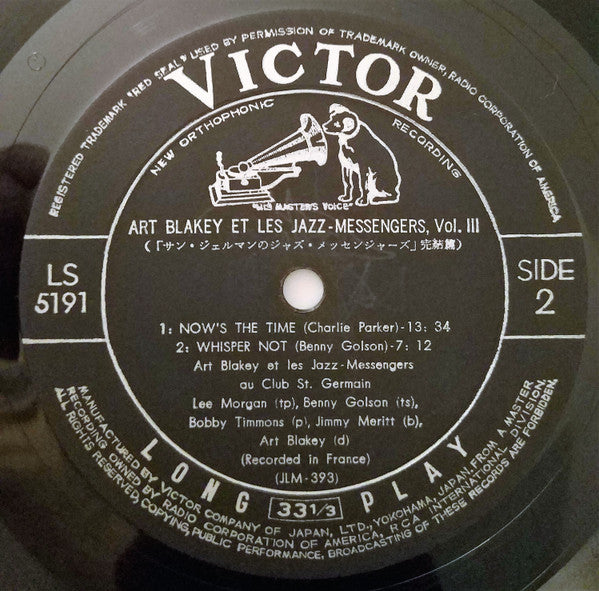 REGISTERED TRADEMARK "RED SEAL" USED BY PERMISSION OF TRADEMARK OWNER, RADIO CORPORATION OF AMERICA
VICTOR
NEW ORTHOPHONIC RECORDING
"HIS MASTER'S VOICE"
ART BLAKEY ET LES JAZZ-MESSENGERS, Vol. III
(「サン・ジェルマンのジャズ・メッセンジャーズ」完結篇)
LS
5191
SIDE
2
1: NOW'S THE TIME (Charlie Parker)-13: 34
2: WHISPER NOT (Benny Golson)-7: 12
Art Blakey et les Jazz-Messengers
au Club St. Germain
Lee Morgan (tp), Benny Golson (ts),
Bobby Timmons (p), Jimmy Meritt (b),
Art Blakey (d)
(Recorded in France)
(JLM-393)
LONG 33 1/3 PLAY
MANUFACTURED BY VICTOR COMPANY OF JAPAN, LTD., YOKOHAMA, JAPAN, FROM A MASTER
RECORDING OWNED BY RADIO CORPORATION OF AMERICA, RCA INTERNATIONAL DIVISION,
ALL RIGHTS RESERVED, COPYING, PUBLIC PERFORMANCE, BROADCASTING OF THESE RECORDS ARE FORBIDDEN.